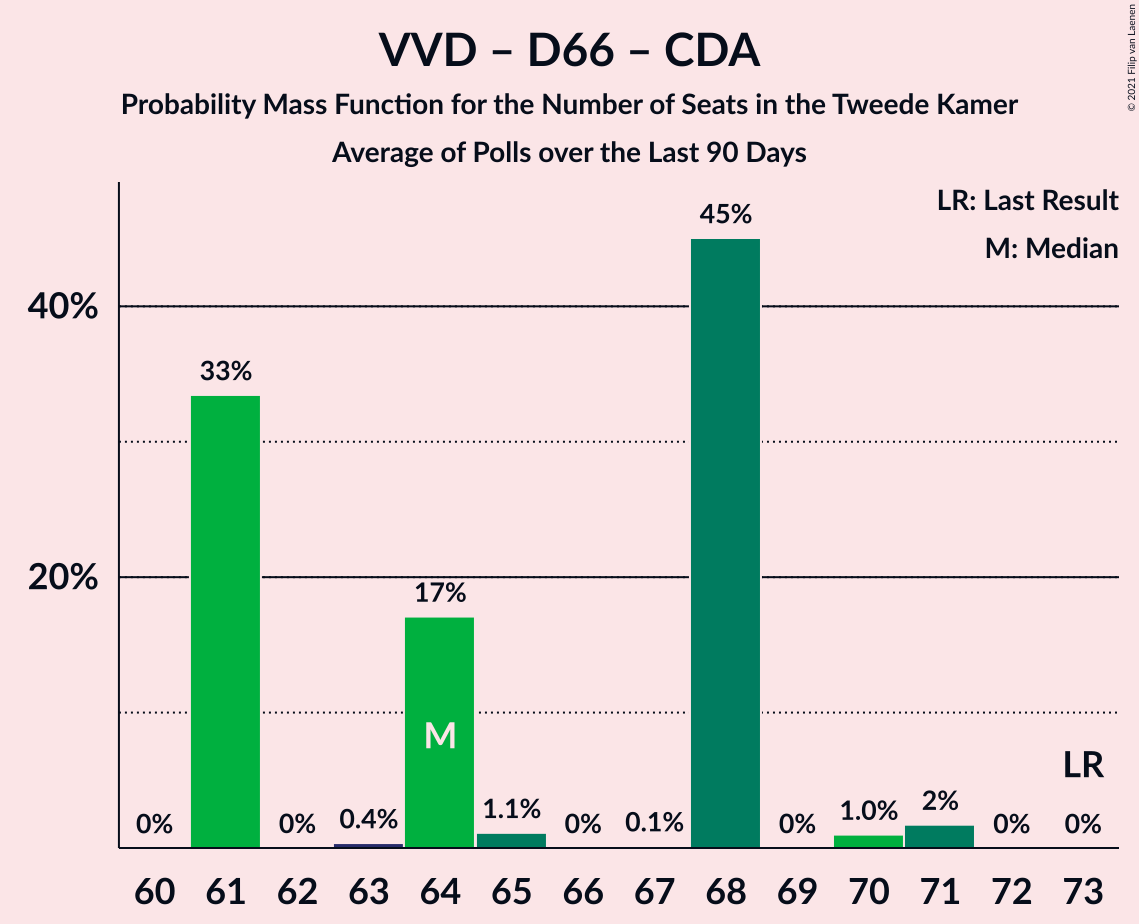 VVD – D66 – CDA
Probability Mass Function for the Number of Seats in the Tweede Kamer
Average of Polls over the Last 90 Days
© 2021 Filip van Laenen
LR: Last Result
M: Median
40%
20%
0%
33%
0%
0.4%
17%
1.1%
0%
0.1%
45%
0%
1.0%
2%
0%
0%
M
LR
60 61 62 63 64 65 66 67 68 69 70 71 72 73